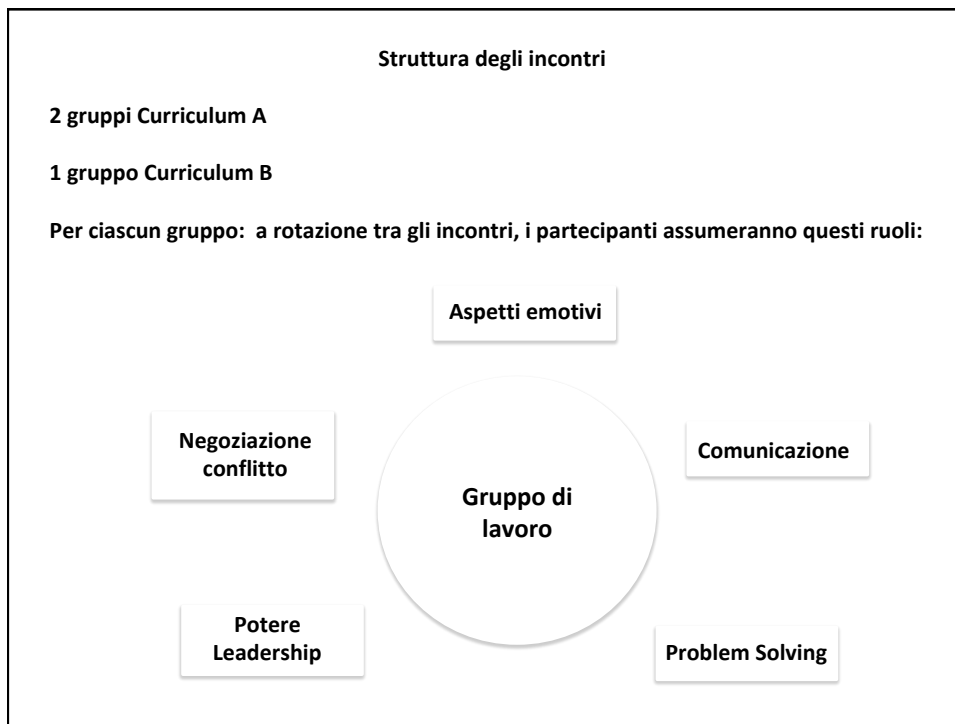 Struttura degli incontri
2 gruppi Curriculum A
1 gruppo Curriculum B
Per ciascun gruppo: a rotazione tra gli incontri, i partecipanti assumeranno questi ruoli:
Aspetti emotivi
Negoziazione
conflitto
Comunicazione
Gruppo di
lavoro
Potere
Leadership
Problem Solving